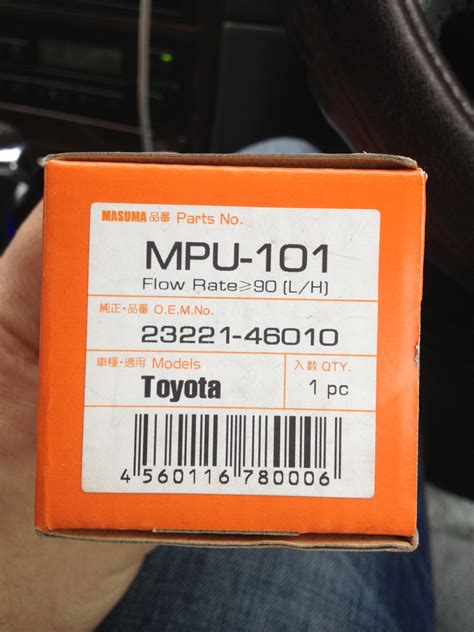 MASUMA 品番 Parts No.
MPU-101
Flow Rate≥90 (L/H)
純正・品番 O.E.M.No.
23221-46010
車種・適用 Models
Toyota
入数 QTY.
1 pc
4 560116 780006